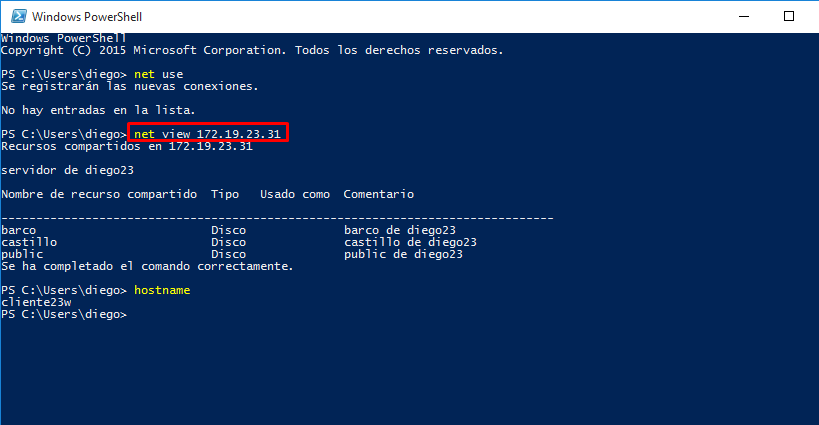 Windows PowerShell
Windows PowerShell
Copyright (C) 2015 Microsoft Corporation. Todos los derechos reservados.
PS C:\Users\diego> net use
Se registrarán las nuevas conexiones.
No hay entradas en la lista.
PS C:\Users\diego> net view 172.19.23.31
Recursos compartidos en 172.19.23.31
servidor de diego23
Nombre de recurso compartido  Tipo   Usado como  Comentario
-------------------------------------------------------------------------------
barco                         Disco              barco de diego23
castillo                      Disco              castillo de diego23
public                        Disco              public de diego23
Se ha completado el comando correctamente.
PS C:\Users\diego> hostname
cliente23w
PS C:\Users\diego>